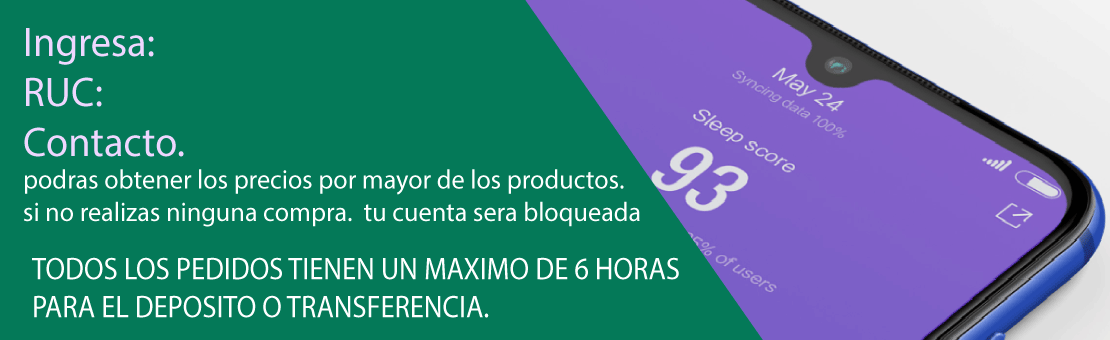 Ingresa:
RUC:
Contacto.
podras obtener los precios por mayor de los productos.
si no realizas ninguna compra. tu cuenta sera bloqueada
TODOS LOS PEDIDOS TIENEN UN MAXIMO DE 6 HORAS
PARA EL DEPOSITO O TRANSFERENCIA.
May 24
Syncing data 100%
Sleep score
93
% of users